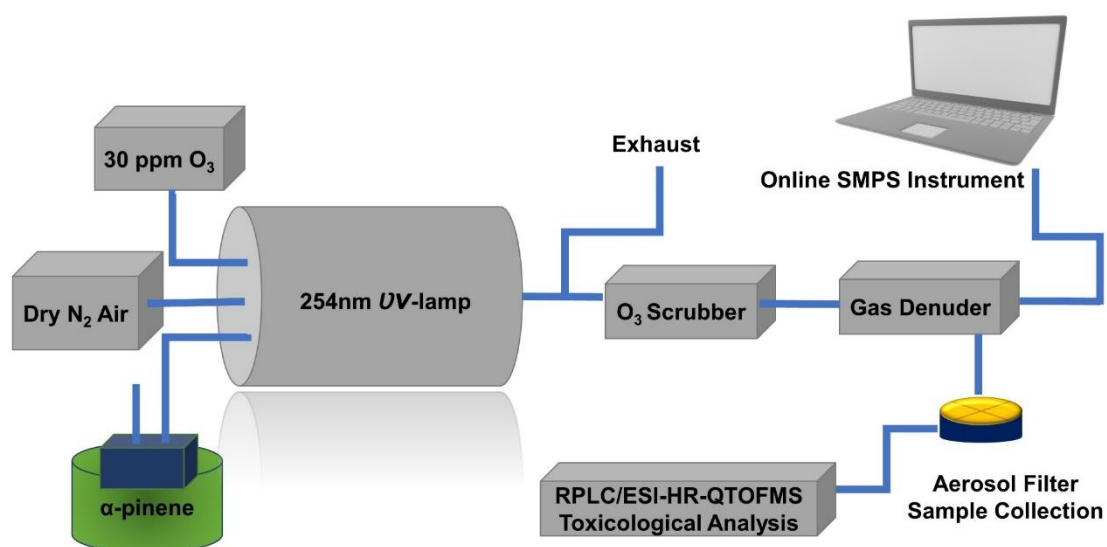 30 ppm O₃
Exhaust
Online SMPS Instrument
Dry N₂ Air
254nm UV-lamp
O₃ Scrubber
Gas Denuder
α-pinene
RPLC/ESI-HR-QTOFMS
Toxicological Analysis
Aerosol Filter
Sample Collection